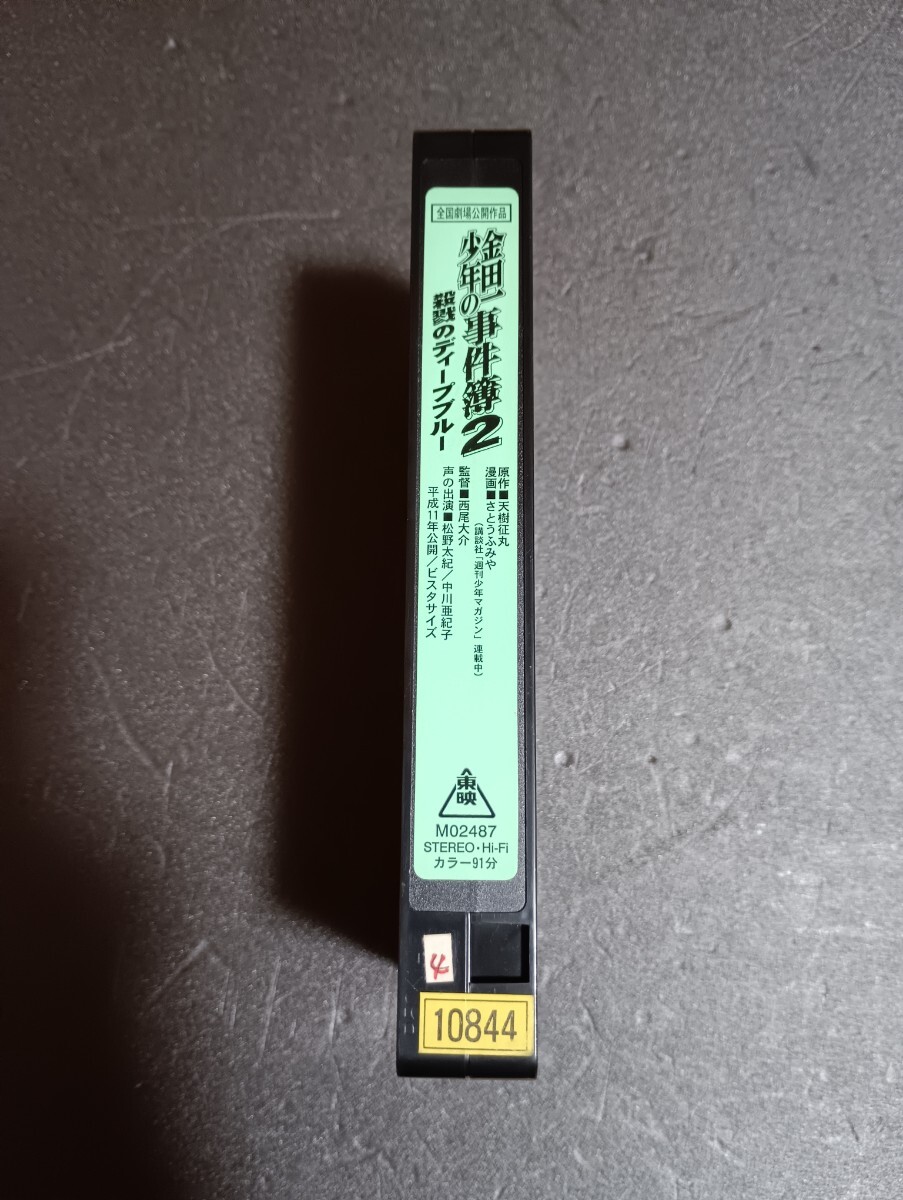 全国劇場公開作品
金田一
少年の
事件簿2
殺戮のディープブルー
原作■天樹征丸
漫画■さとうふみや
(講談社「週刊少年マガジン」連載中)
監督■西尾大介
声の出演■松野太紀/中川亜紀子
平成11年公開/ビスタサイズ
東映
M02487
STEREO・Hi-Fi
カラー91分
4
10844